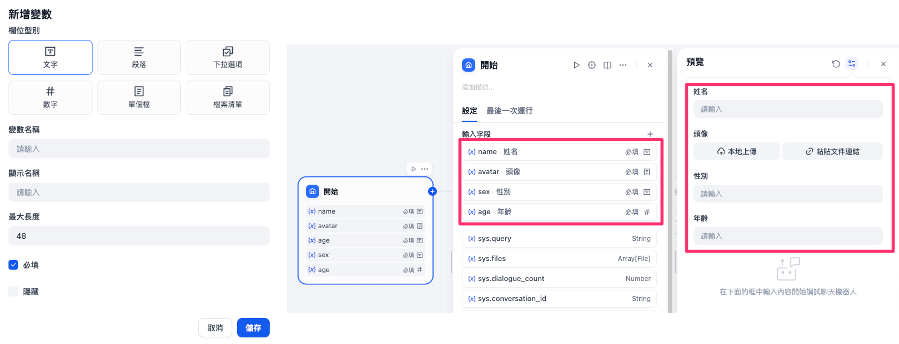 新增變數
欄位型別
文字
段落
下拉選項
數字
單個檔
檔案清單
變數名稱
請輸入
顯示名稱
請輸入
最大長度
48
必填
隱藏
取消
儲存
開始
{x} name 必填
{x} avatar 必填
{x} age 必填
{x} sex 必填
{x} age 必填
開始
添加描述...
設定
最後一次運行
輸入字段
{x} name · 姓名 必填
{x} avatar · 頭像 必填
{x} sex · 性別 必填
{x} age · 年齡 必填
{x} sys.query String
{x} sys.files Array[File]
{x} sys.dialogue_count Number
{x} sys.conversation_id String
預覽
姓名
請輸入
頭像
本地上傳
粘貼文件連結
性別
請輸入
年齡
請輸入
在下面的框中輸入內容開始調試聊天機器人